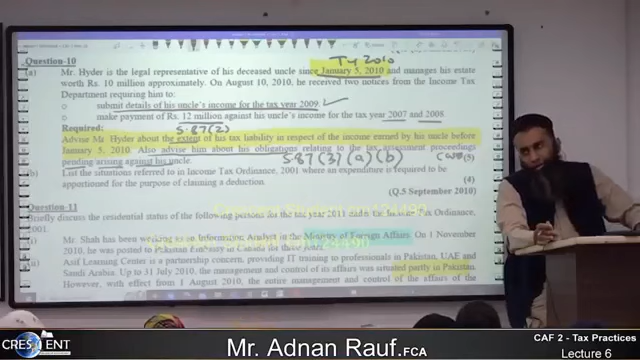 TY 2010
Question-10
(a) Mr. Hyder is the legal representative of his deceased uncle since January 5, 2010 and manages his estate
worth Rs. 10 million approximately. On August 10, 2010, he received two notices from the Income Tax
Department requiring him to:
o submit details of his uncle's income for the tax year 2009.
o make payment of Rs. 12 million against his uncle's tax liability in respect of tax years 2007 and 2008.
Required: S.87(2)
Advise Mr. Hyder about the extent of his tax liability in respect of the income earned by his uncle before
January 5, 2010. Also advise him about his obligations relating to the tax assessment proceedings
pending arising against his uncle. S.87(3)(a)(b) (5)
(b) List the situations referred to in Income Tax Ordinance, 2001 where an expenditure is required to be
apportioned for the purpose of claiming a deduction. (4)
(Q.5 September 2010)
Question-11
Briefly discuss the residential status of the following persons for the tax year 2011 under the Income Tax Ordinance,
2001.
Mr. Shah has been working as an Information Analyst in the Ministry of Foreign Affairs. On 1 November
2010, he was posted to Pakistan Embassy in Canada for three years.
Asif Learning Center is a partnership concern, providing IT training to professionals in Pakistan, UAE and
Saudi Arabia. Up to 31 July 2010, the management and control of its affairs was situated partly in Pakistan.
However, with effect from 1 August 2010, the entire management and control of the affairs of the
CRESCENT
Mr. Adnan Rauf.FCA
CAF 2 - Tax Practices
Lecture 6